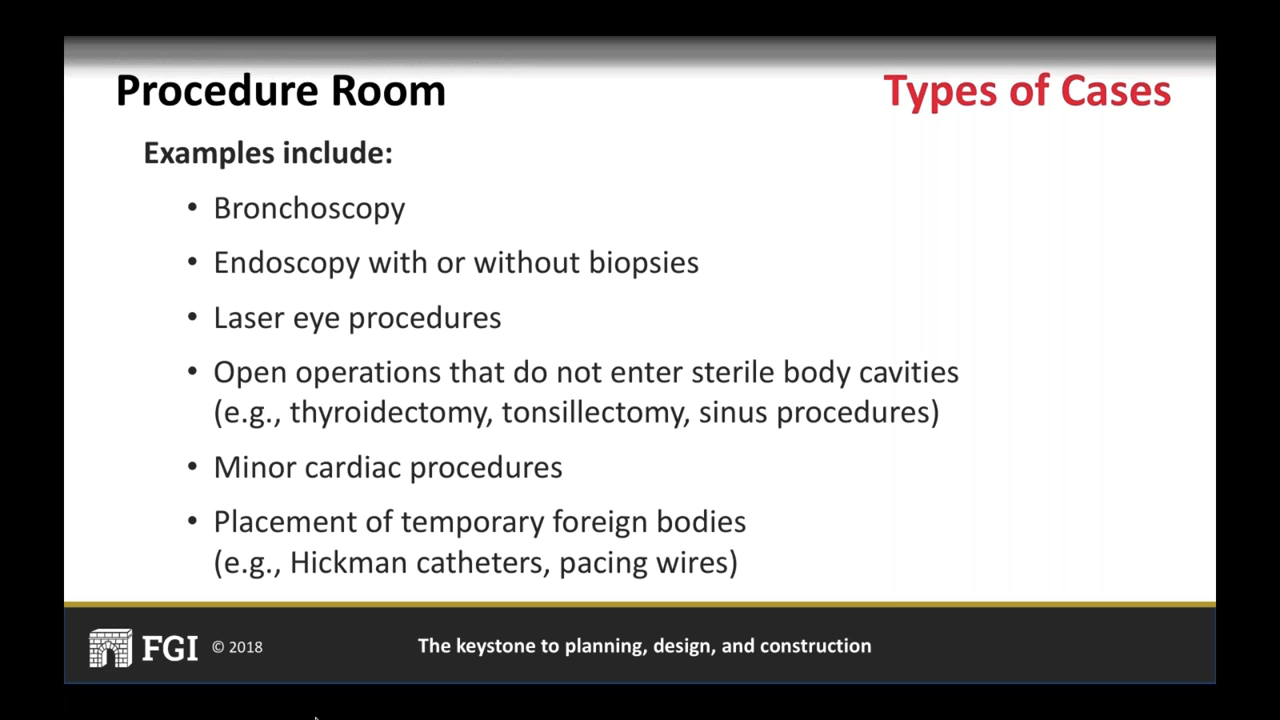 Procedure Room
Types of Cases
Examples include:
• Bronchoscopy
• Endoscopy with or without biopsies
• Laser eye procedures
• Open operations that do not enter sterile body cavities
(e.g., thyroidectomy, tonsillectomy, sinus procedures)
• Minor cardiac procedures
• Placement of temporary foreign bodies
(e.g., Hickman catheters, pacing wires)
FGI © 2018
The keystone to planning, design, and construction